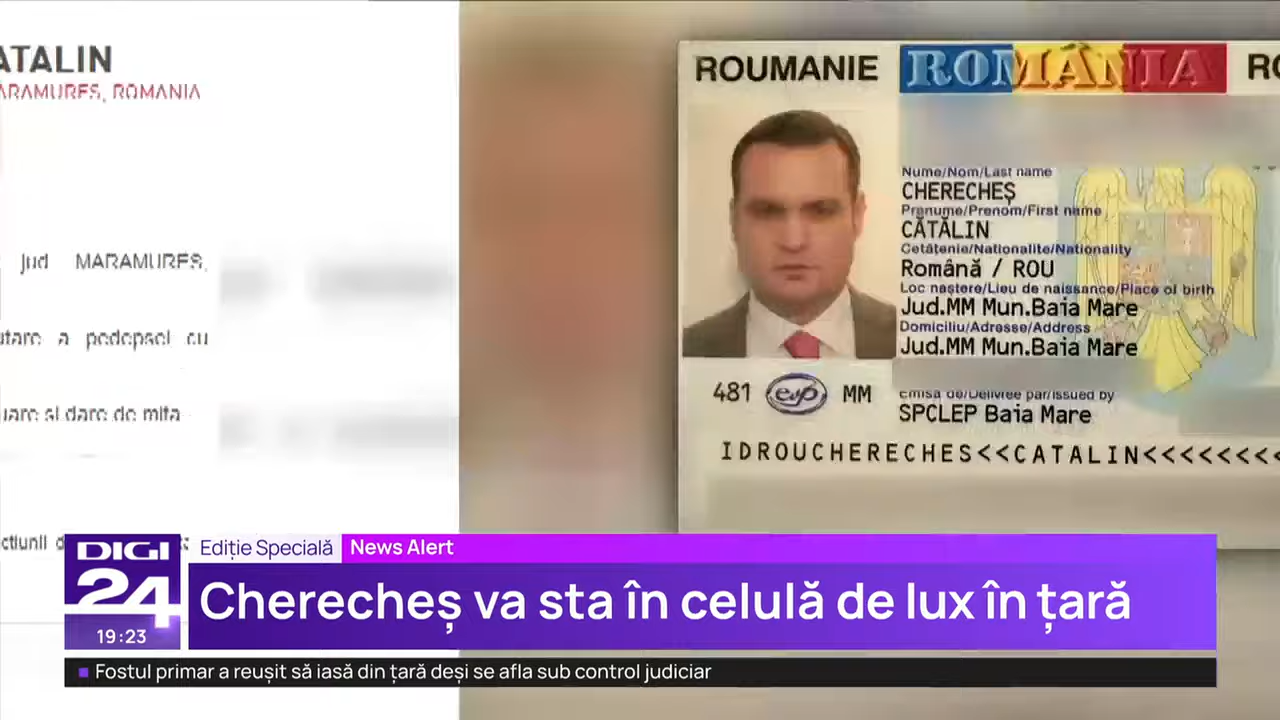 ATALIN
ARAMUREȘ, ROMANIA
jud MARAMUREȘ,
utare a pedepsei cu
uare si dare de mita
ctiunii
ROUMANIE
ROMÂNIA
RO
Nume/Nom/Last name
CHERECHEȘ
Prenume/Prenom/First name
CĂTĂLIN
Cetățenie/Nationalite/Nationality
Română / ROU
Loc naștere/Lieu de naissance/Place of birth
Jud.MM Mun.Baia Mare
Domiciliu/Adresse/Address
Jud.MM Mun.Baia Mare
481
MM
Emisă de/Delivree par/Issued by
SPCLEP Baia Mare
IDROUCHERECHES<<CATALIN<<<<<<<<
DIGI
24
19:23
Ediție Specială
News Alert
Cherecheș va sta în celulă de lux în țară
Fostul primar a reușit să iasă din țară deși se afla sub control judiciar